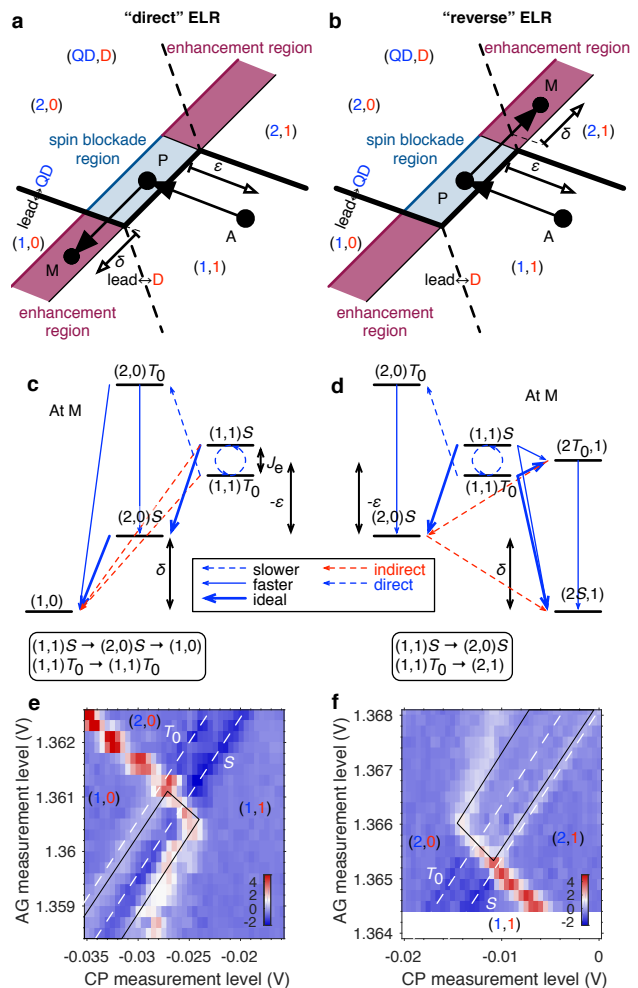 a
"direct" ELR
(QD,D)
enhancement region
M
(2,0)
spin blockade region
(2,1)
P
ε
lead↔QD
(1,0)
A
M
δ
(1,1)
lead↔D
enhancement region
b
"reverse" ELR
(QD,D)
enhancement region
M
(2,0)
spin blockade region
δ
(2,1)
P
ε
lead↔QD
(1,0)
A
(1,1)
lead↔D
enhancement region
c
(2,0)T0
At M
(1,1)S
Je
(1,1)T0
-ε
(2,0)S
δ
(1,0)
(1,1)S → (2,0)S → (1,0)
(1,1)T0 → (1,1)T0
d
(2,0)T0
At M
(1,1)S
(2T0,1)
(1,1)T0
-ε
(2,0)S
δ
(2S,1)
(1,1)S → (2,0)S
(1,1)T0 → (2,1)
slower
indirect
faster
direct
ideal
e
AG measurement level (V)
1.362
1.361
1.36
1.359
(2,0)
T0
S
(1,0)
(1,1)
4
2
0
-2
-0.035
-0.03
-0.025
-0.02
CP measurement level (V)
f
AG measurement level (V)
1.368
1.367
1.366
1.365
1.364
(2,0)
(2,1)
T0
S
(1,1)
4
2
0
-2
-0.02
-0.01
0
CP measurement level (V)